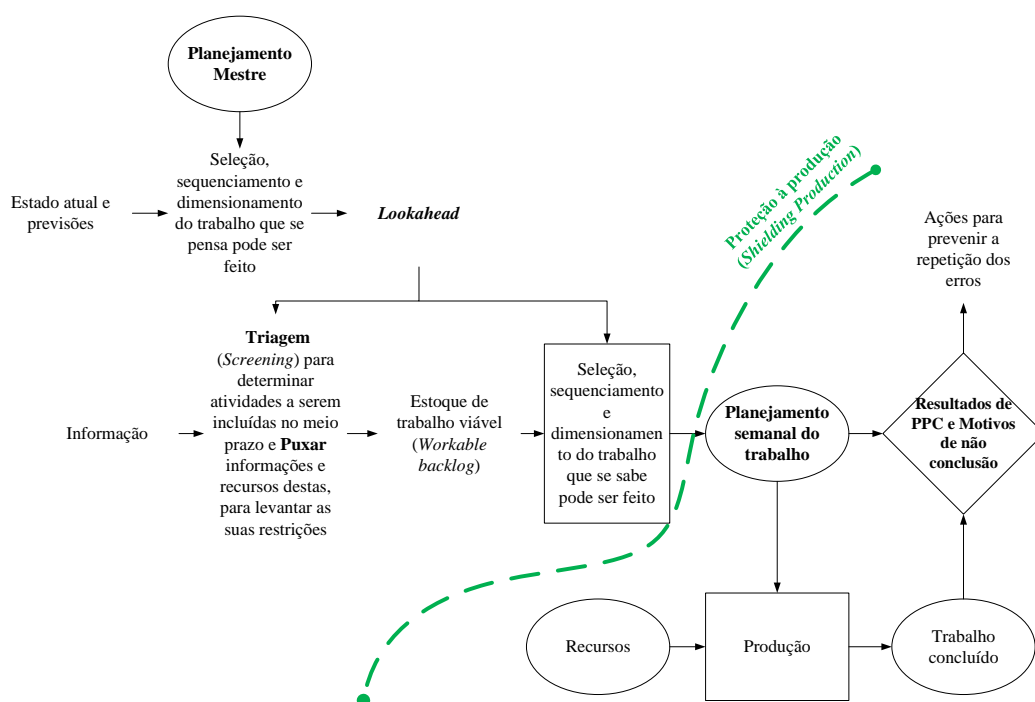 Planejamento
Mestre
Seleção,
sequenciamento e
dimensionamento
do trabalho que se
pensa pode ser
feito
Estado atual e
previsões
Lookahead
Proteção à produção
(Shielding Production)
Ações para
prevenir a
repetição dos
erros
Triagem
(Screening) para
determinar
atividades a serem
incluídas no meio
prazo e Puxar
informações e
recursos destas,
para levantar as
suas restrições
Informação
Estoque de
trabalho viável
(Workable
backlog)
Seleção,
sequenciamento
e
dimensionamen
to do trabalho
que se sabe
pode ser feito
Planejamento
semanal do
trabalho
Resultados de
PPC e Motivos
de não
conclusão
Recursos
Produção
Trabalho
concluído